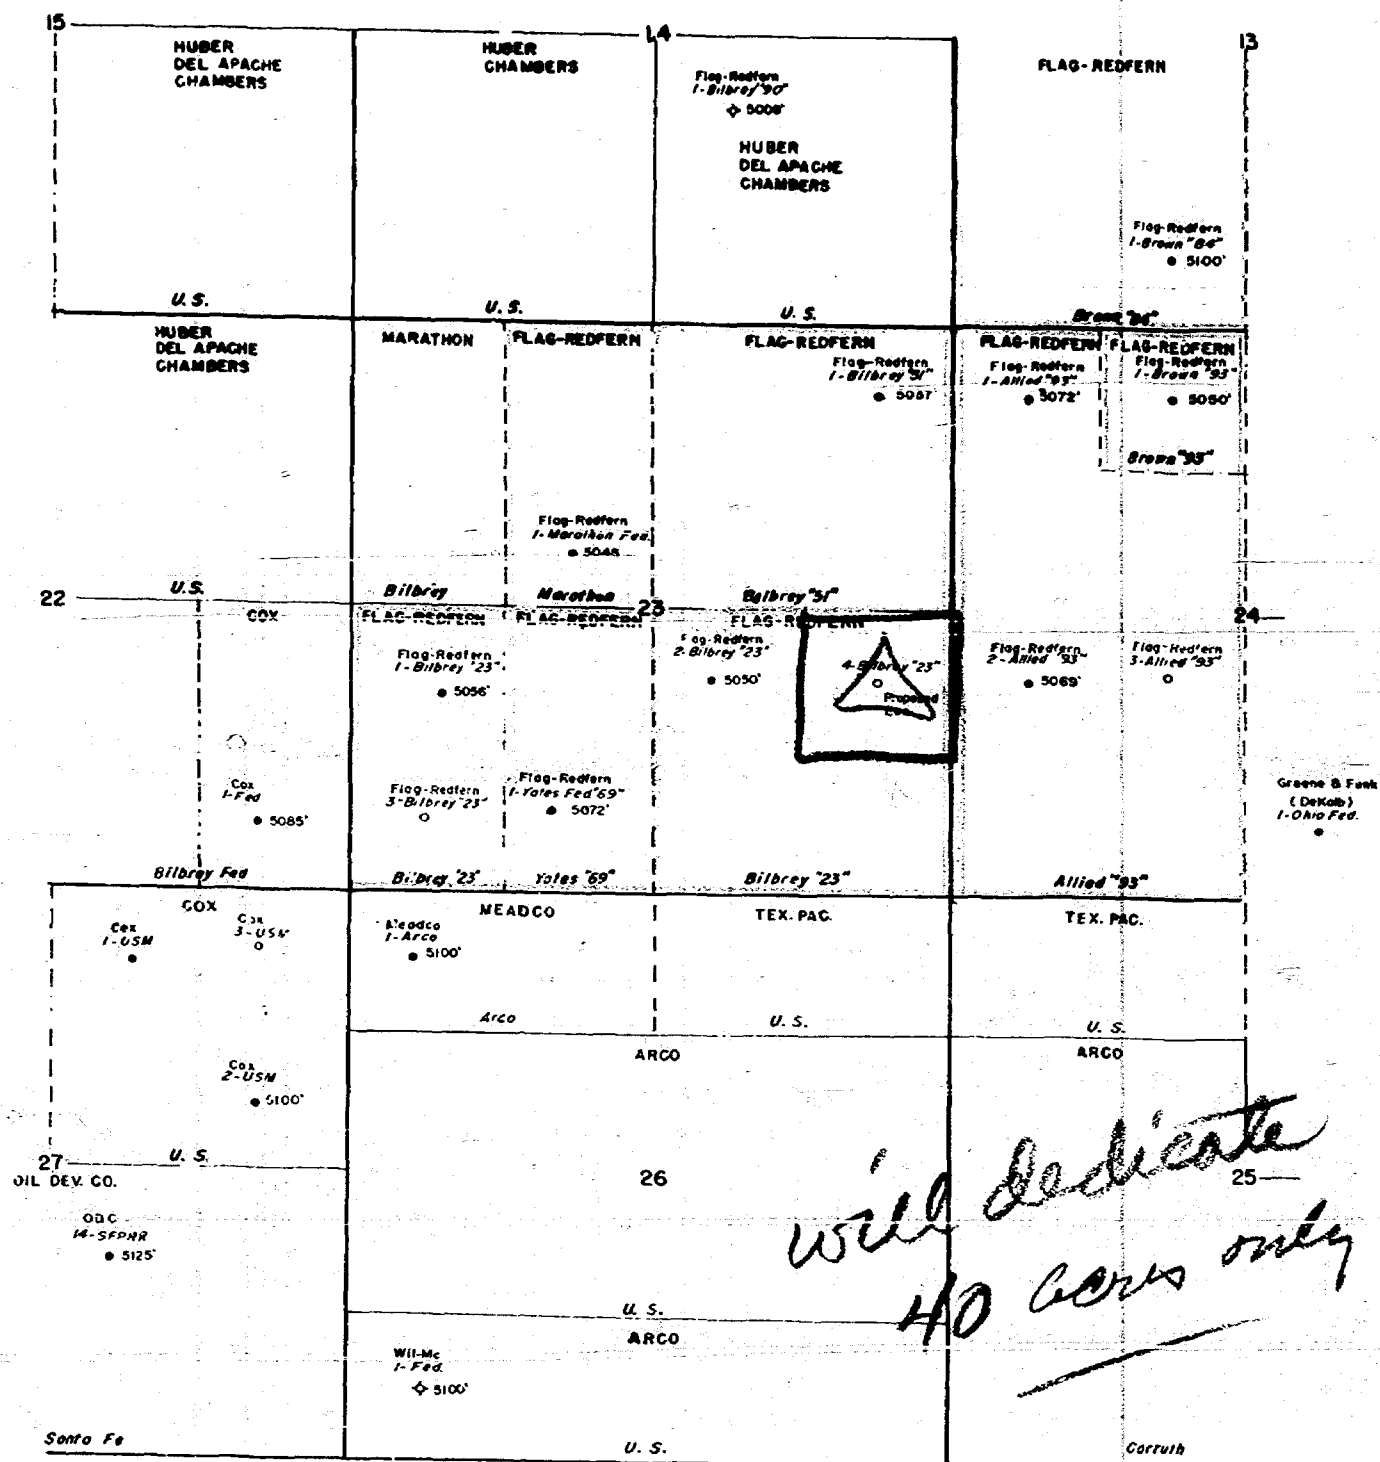 15
14
13
HUBER
DEL APACHE
CHAMBERS
HUBER
CHAMBERS
Flag-Redfern
1-Bilbrey "90"
5006'
HUBER
DEL APACHE
CHAMBERS
FLAG-REDFERN
Flag-Redfern
1-Brown "84"
5100'
U.S.
U.S.
U.S.
Brown "84"
HUBER
DEL APACHE
CHAMBERS
MARATHON
FLAG-REDFERN
FLAG-REDFERN
Flag-Redfern
1-Bilbrey "51"
5057'
FLAG-REDFERN
Flag-Redfern
1-Allied "93"
5072'
FLAG-REDFERN
Flag-Redfern
1-Brown "93"
5050'
Brown "93"
Flag-Redfern
1-Marathon Fed.
5048
22
U.S.
Bilbrey
Marathon
23
Bilbrey "51"
24
COX
FLAG-REDFERN
FLAG-REDFERN
FLAG-REDFERN
Flag-Redfern
1-Bilbrey "23"
5056'
Flag-Redfern
2-Bilbrey "23"
5050'
4-Bilbrey "23"
Proposed
Flag-Redfern
2-Allied "93"
5069'
Flag-Redfern
3-Allied "93"
Cox
1-Fed
5085'
Flag-Redfern
3-Bilbrey "23"
Flag-Redfern
1-Yates Fed "69"
5072'
Greene & Funk
(DeKalb)
1-Ohio Fed.
Bilbrey Fed
Bilbrey "23"
Yates "69"
Bilbrey "23"
Allied "93"
COX
Cox
1-USM
Cox
3-USM
MEADCO
Meadco
1-Arco
5100'
TEX. PAC.
TEX. PAC.
Arco
U.S.
U.S.
ARCO
ARCO
Cox
2-USM
5100'
27
U.S.
26
25
OIL DEV. CO.
ODC
14-SFPRR
5125'
will dedicate
40 acres only
U.S.
ARCO
Wil-Mc
1-Fed.
5100'
Santa Fe
U.S.
Carruth